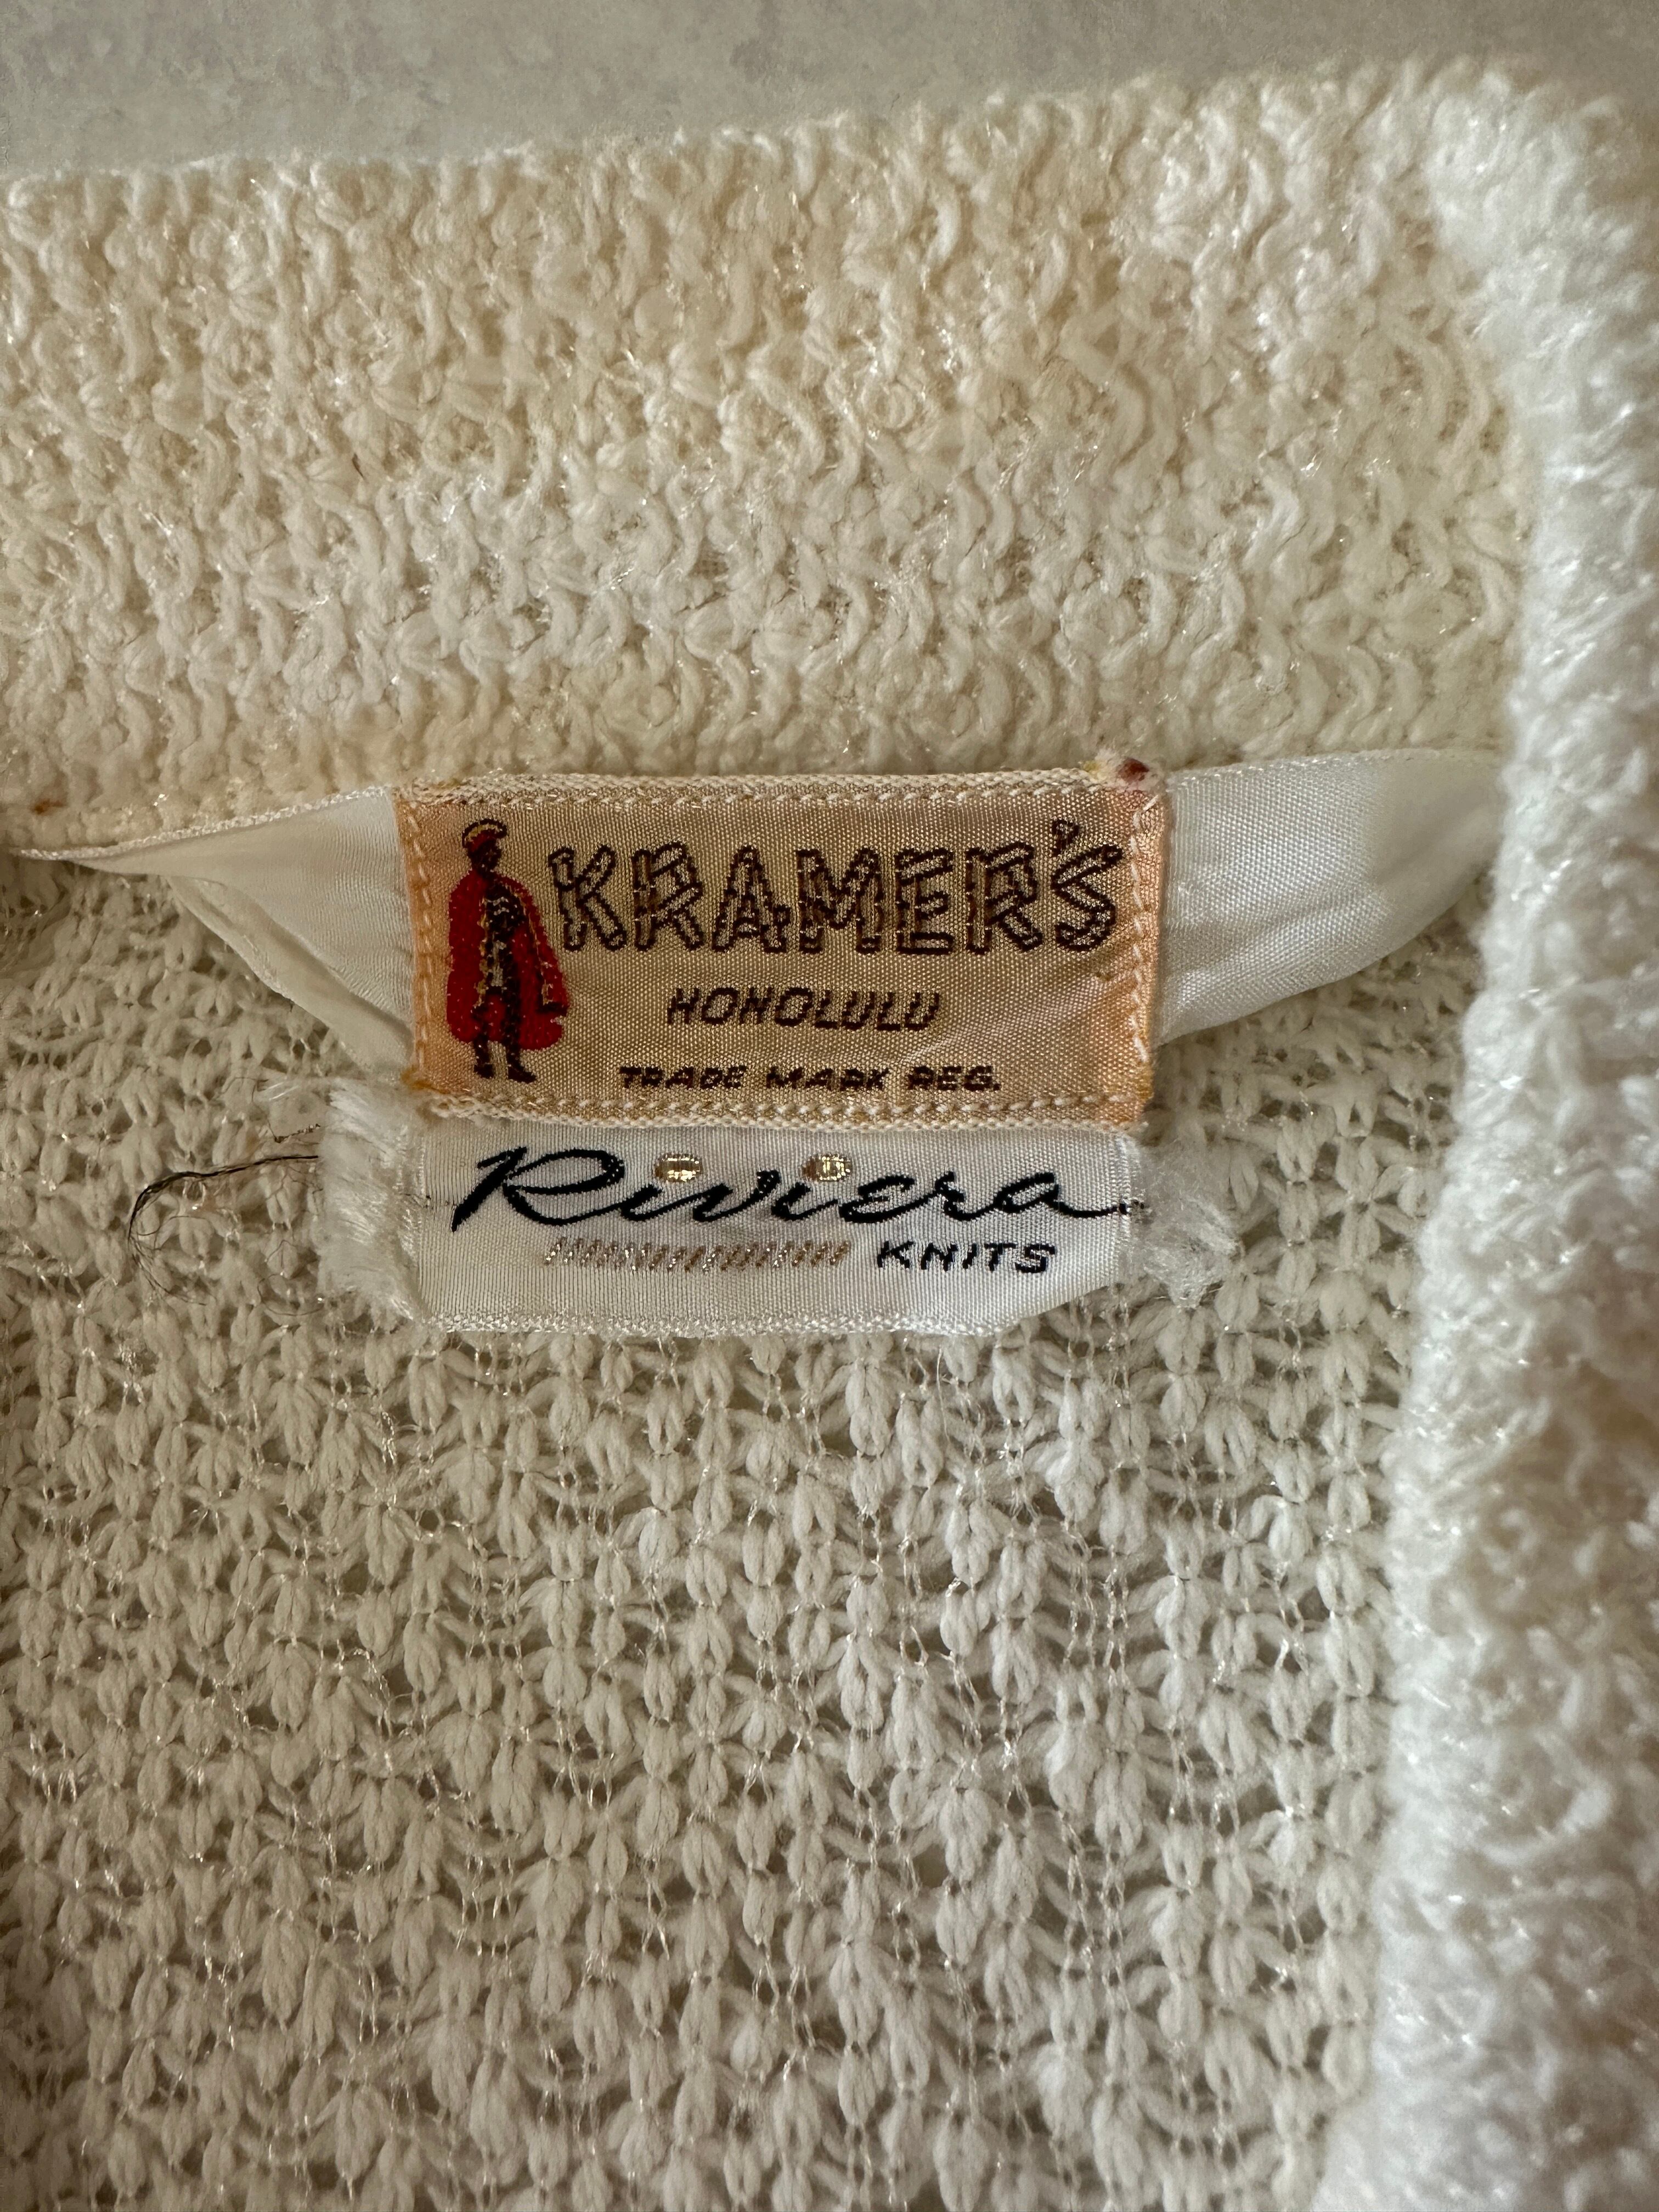 KRAMER'S
HONOLULU
TRADE MARK REG.
Riviera
KNITS